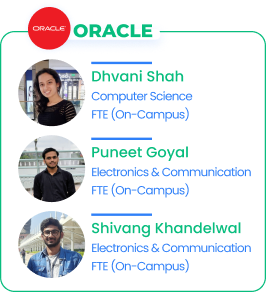 ORACLE
ORACLE
Dhvani Shah
Computer Science
FTE (On-Campus)
Puneet Goyal
Electronics & Communication
FTE (On-Campus)
Shivang Khandelwal
Electronics & Communication
FTE (On-Campus)